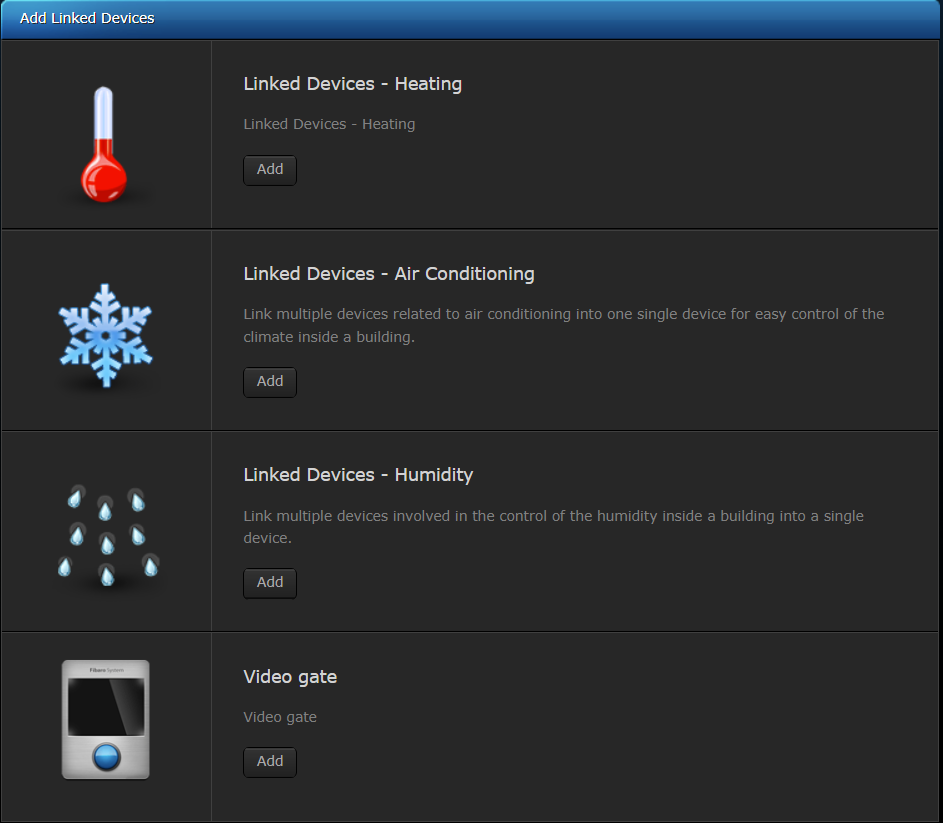 Add Linked Devices
Linked Devices - Heating
Linked Devices - Heating
Add
Linked Devices - Air Conditioning
Link multiple devices related to air conditioning into one single device for easy control of the
climate inside a building.
Add
Linked Devices - Humidity
Link multiple devices involved in the control of the humidity inside a building into a single
device.
Add
Fibaro System
Video gate
Video gate
Add